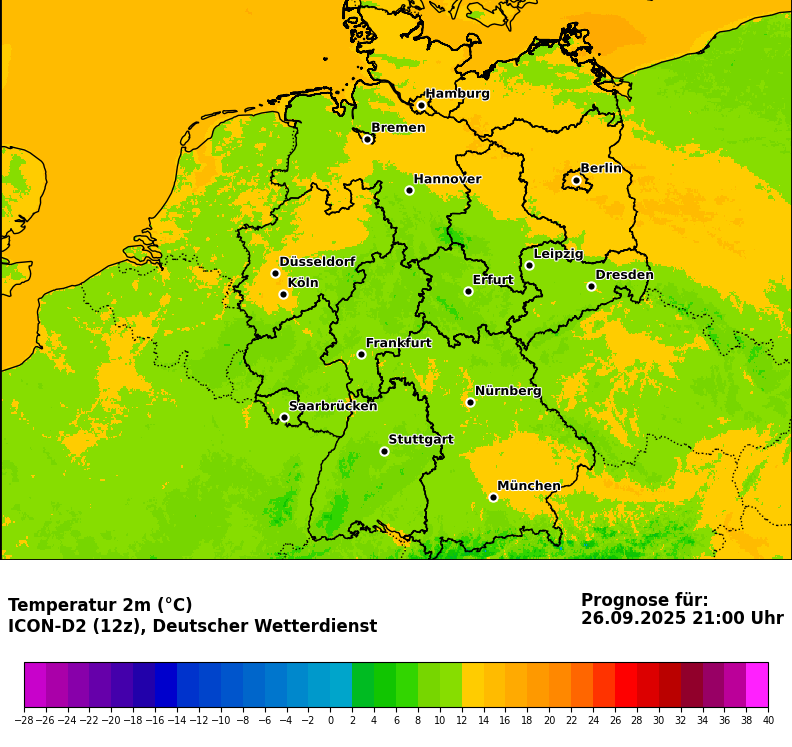 Hamburg
Bremen
Berlin
Hannover
Leipzig
Düsseldorf
Dresden
Erfurt
Köln
Frankfurt
Nürnberg
Saarbrücken
Stuttgart
München
Temperatur 2m (°C)
ICON-D2 (12z), Deutscher Wetterdienst
Prognose für:
26.09.2025 21:00 Uhr
−28 −26 −24 −22 −20 −18 −16 −14 −12 −10 −8 −6 −4 −2 0 2 4 6 8 10 12 14 16 18 20 22 24 26 28 30 32 34 36 38 40